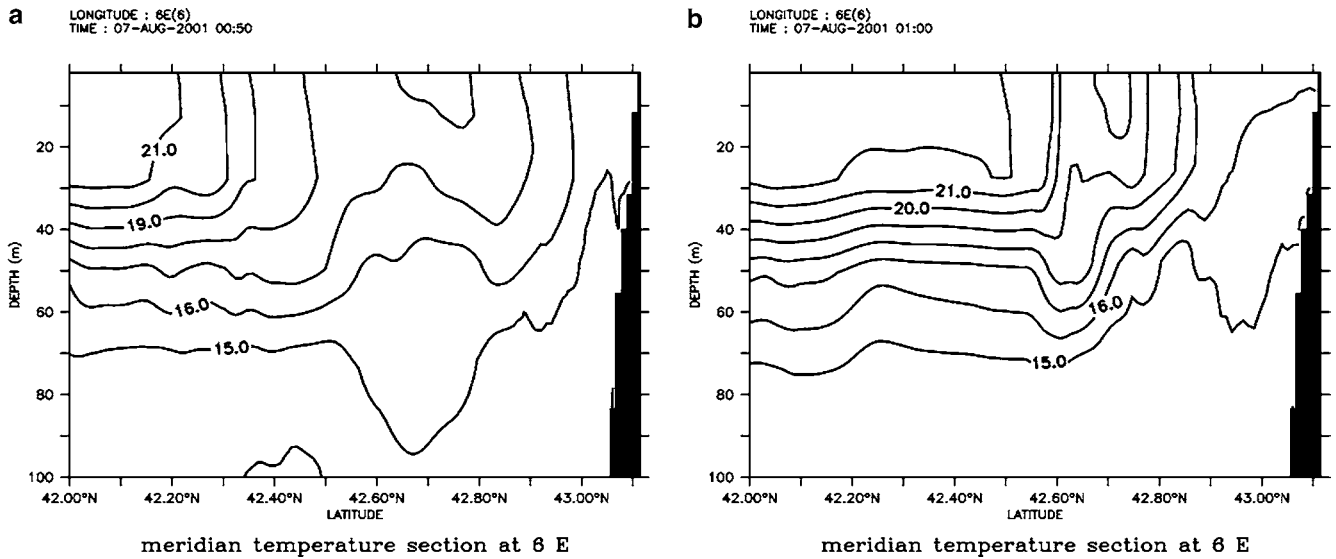 a
LONGITUDE : 6E(6)
TIME : 07-AUG-2001 00:50
20
40
60
80
100
DEPTH (m)
21.0
19.0
16.0
15.0
42.00°N 42.20°N 42.40°N 42.60°N 42.80°N 43.00°N
LATITUDE
meridian temperature section at 6 E
b
LONGITUDE : 6E(6)
TIME : 07-AUG-2001 01:00
20
40
60
80
100
DEPTH (m)
21.0
20.0
16.0
15.0
42.00°N 42.20°N 42.40°N 42.60°N 42.80°N 43.00°N
LATITUDE
meridian temperature section at 6 E